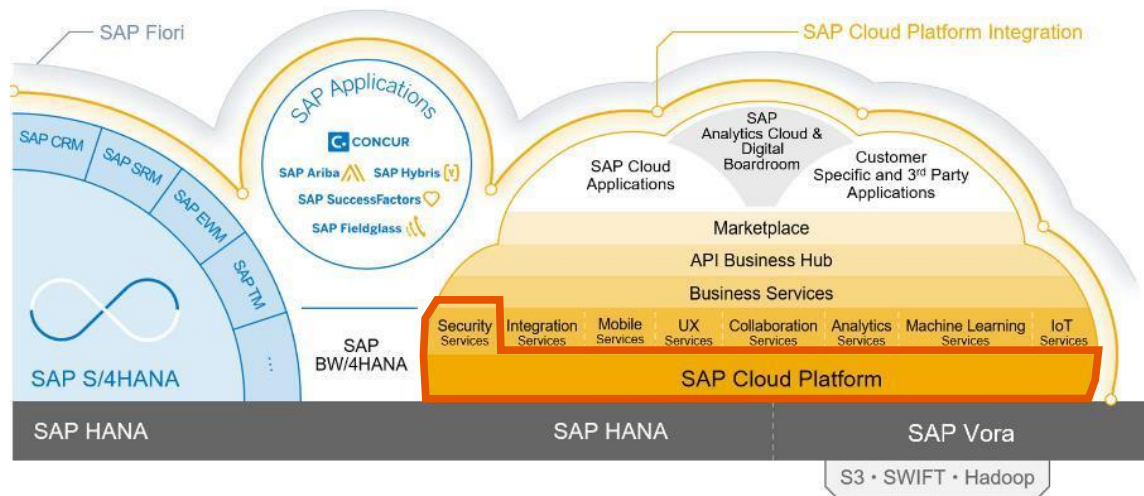 SAP Fiori
SAP Cloud Platform Integration
SAP Applications
CONCUR
SAP Ariba SAP Hybris
SAP SuccessFactors
SAP Fieldglass
SAP CRM
SAP SRM
SAP EWM
SAP TM
...
SAP S/4HANA
SAP
BW/4HANA
SAP Cloud
Applications
SAP
Analytics Cloud &
Digital
Boardroom
Customer
Specific and 3rd Party
Applications
Marketplace
API Business Hub
Business Services
Security
Services
Integration
Services
Mobile
Services
UX
Services
Collaboration
Services
Analytics
Services
Machine Learning
Services
IoT
Services
SAP Cloud Platform
SAP HANA
SAP HANA
SAP Vora
S3 • SWIFT • Hadoop